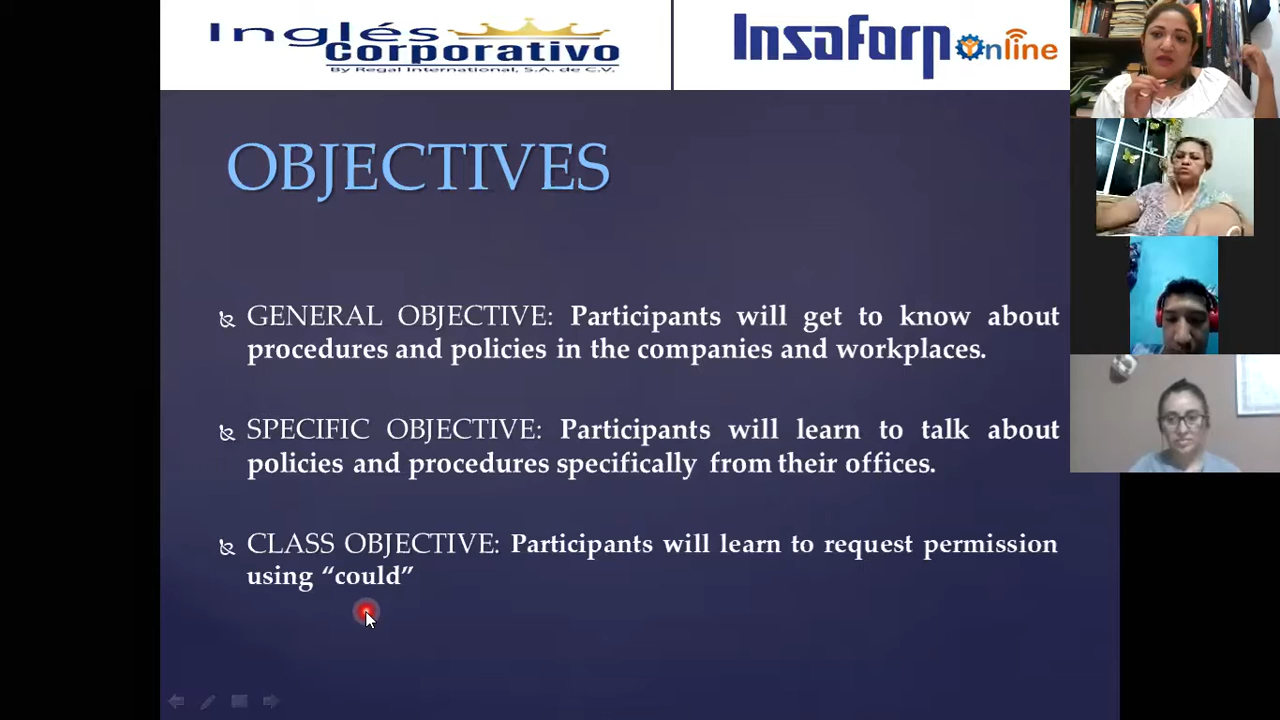 Inglés
Corporativo
By Regal International, S.A. de C.V.
Insaforp Online
OBJECTIVES
GENERAL OBJECTIVE: Participants will get to know about
procedures and policies in the companies and workplaces.
SPECIFIC OBJECTIVE: Participants will learn to talk about
policies and procedures specifically from their offices.
CLASS OBJECTIVE: Participants will learn to request permission
using “could”